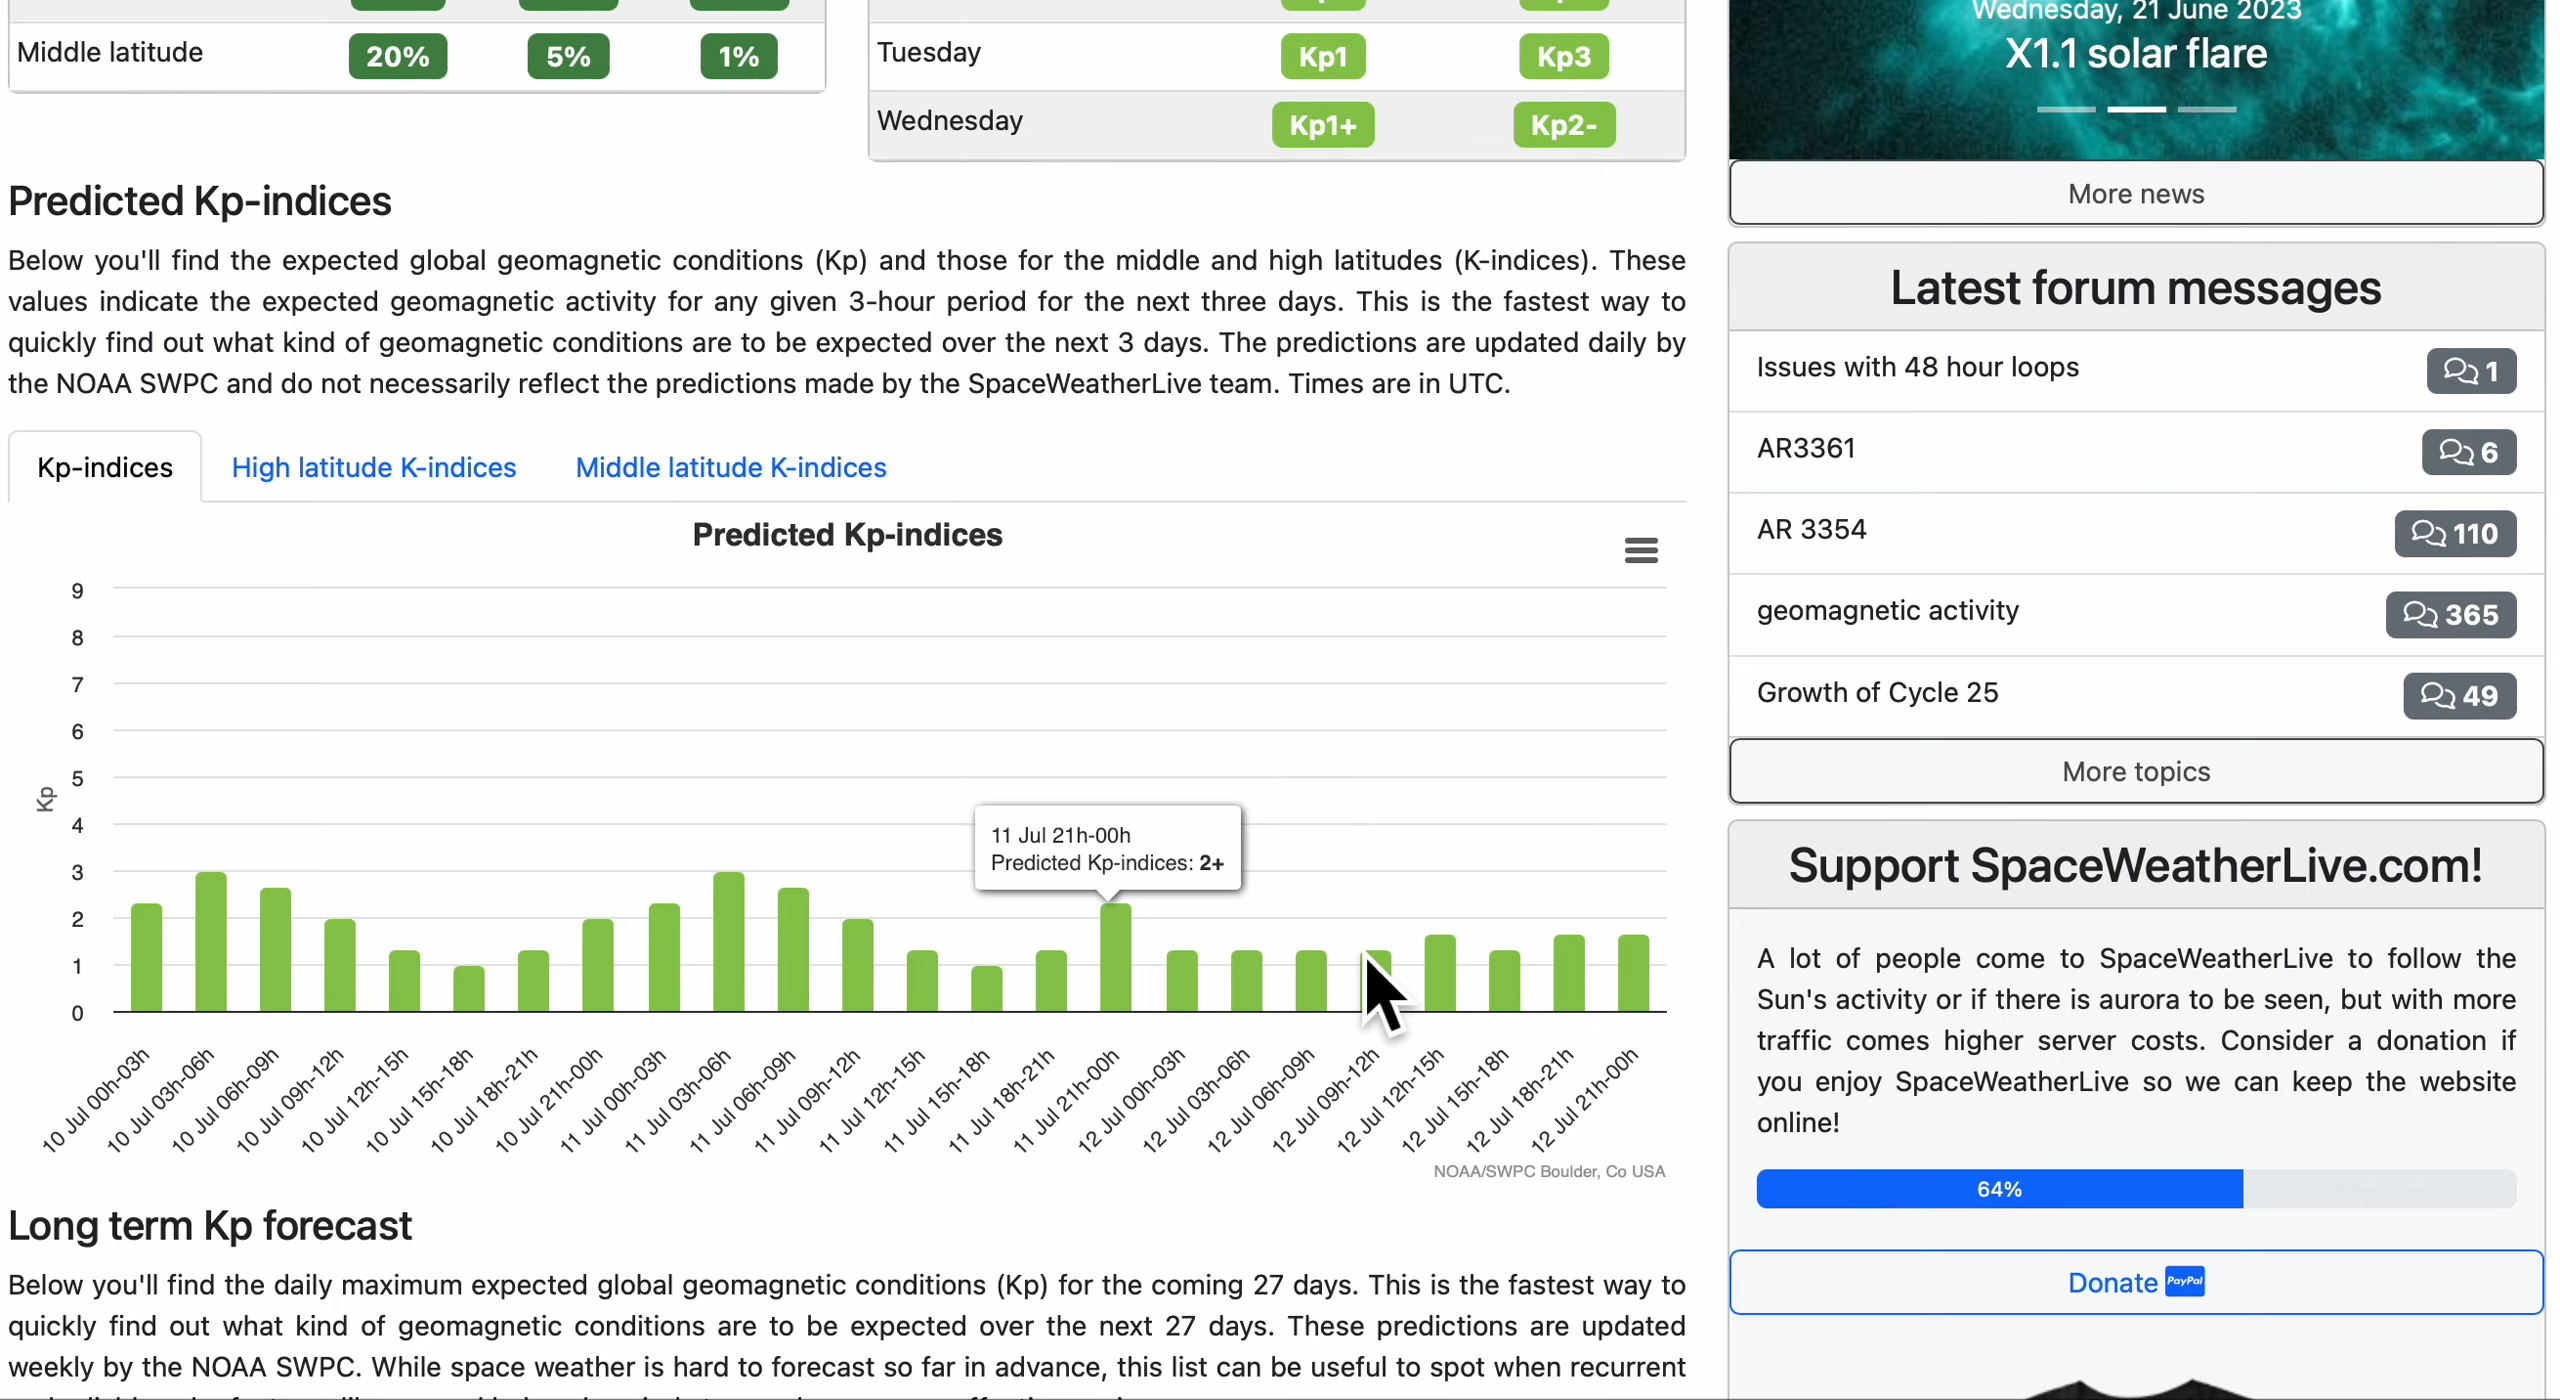 Middle latitude 20% 5% 1%
Tuesday Kp1 Kp3
Wednesday Kp1+ Kp2-
Predicted Kp-indices
Below you'll find the expected global geomagnetic conditions (Kp) and those for the middle and high latitudes (K-indices). These
values indicate the expected geomagnetic activity for any given 3-hour period for the next three days. This is the fastest way to
quickly find out what kind of geomagnetic conditions are to be expected over the next 3 days. The predictions are updated daily by
the NOAA SWPC and do not necessarily reflect the predictions made by the SpaceWeatherLive team. Times are in UTC.
Kp-indices High latitude K-indices Middle latitude K-indices
Predicted Kp-indices
9
8
7
6
5
4
3
2
1
0
Kp
11 Jul 21h-00h
Predicted Kp-indices: 2+
10 Jul 00h-03h
10 Jul 03h-06h
10 Jul 06h-09h
10 Jul 09h-12h
10 Jul 12h-15h
10 Jul 15h-18h
10 Jul 18h-21h
10 Jul 21h-00h
11 Jul 00h-03h
11 Jul 03h-06h
11 Jul 06h-09h
11 Jul 09h-12h
11 Jul 12h-15h
11 Jul 15h-18h
11 Jul 18h-21h
11 Jul 21h-00h
12 Jul 00h-03h
12 Jul 03h-06h
12 Jul 06h-09h
12 Jul 09h-12h
12 Jul 12h-15h
12 Jul 15h-18h
12 Jul 18h-21h
12 Jul 21h-00h
NOAA/SWPC Boulder, Co USA
Long term Kp forecast
Below you'll find the daily maximum expected global geomagnetic conditions (Kp) for the coming 27 days. This is the fastest way to
quickly find out what kind of geomagnetic conditions are to be expected over the next 27 days. These predictions are updated
weekly by the NOAA SWPC. While space weather is hard to forecast so far in advance, this list can be useful to spot when recurrent
Wednesday, 21 June 2023
X1.1 solar flare
More news
Latest forum messages
Issues with 48 hour loops 1
AR3361 6
AR 3354 110
geomagnetic activity 365
Growth of Cycle 25 49
More topics
Support SpaceWeatherLive.com!
A lot of people come to SpaceWeatherLive to follow the
Sun's activity or if there is aurora to be seen, but with more
traffic comes higher server costs. Consider a donation if
you enjoy SpaceWeatherLive so we can keep the website
online!
64%
Donate PayPal